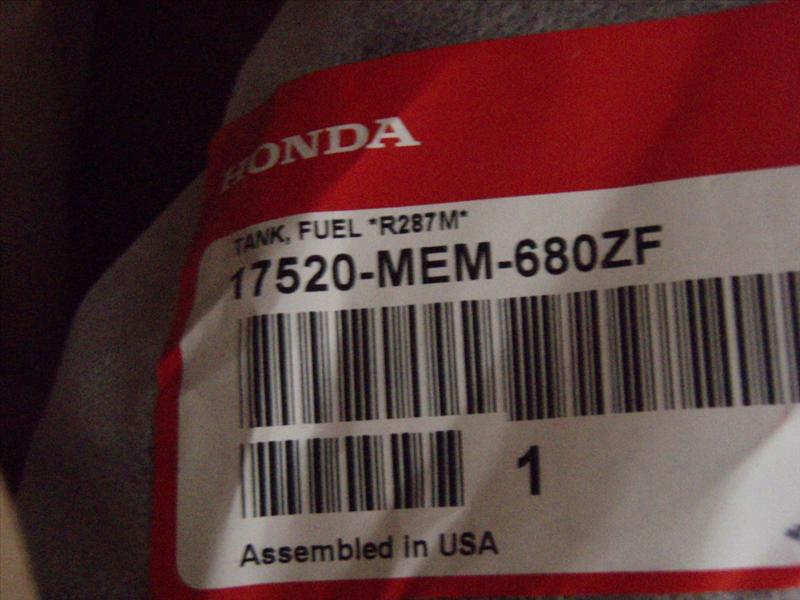 HONDA
TANK, FUEL *R287M*
17520-MEM-680ZF
1
Assembled in USA